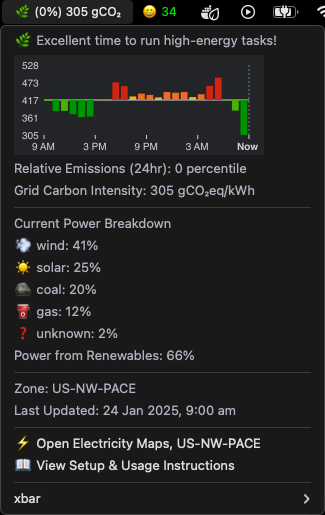 (0%) 305 gCO₂ 34
Excellent time to run high-energy tasks!
528
473
417
361
305
9 AM 3 PM 9 PM 3 AM Now
Relative Emissions (24hr): 0 percentile
Grid Carbon Intensity: 305 gCO₂eq/kWh
Current Power Breakdown
wind: 41%
solar: 25%
coal: 20%
gas: 12%
unknown: 2%
Power from Renewables: 66%
Zone: US-NW-PACE
Last Updated: 24 Jan 2025, 9:00 am
Open Electricity Maps, US-NW-PACE
View Setup & Usage Instructions
xbar